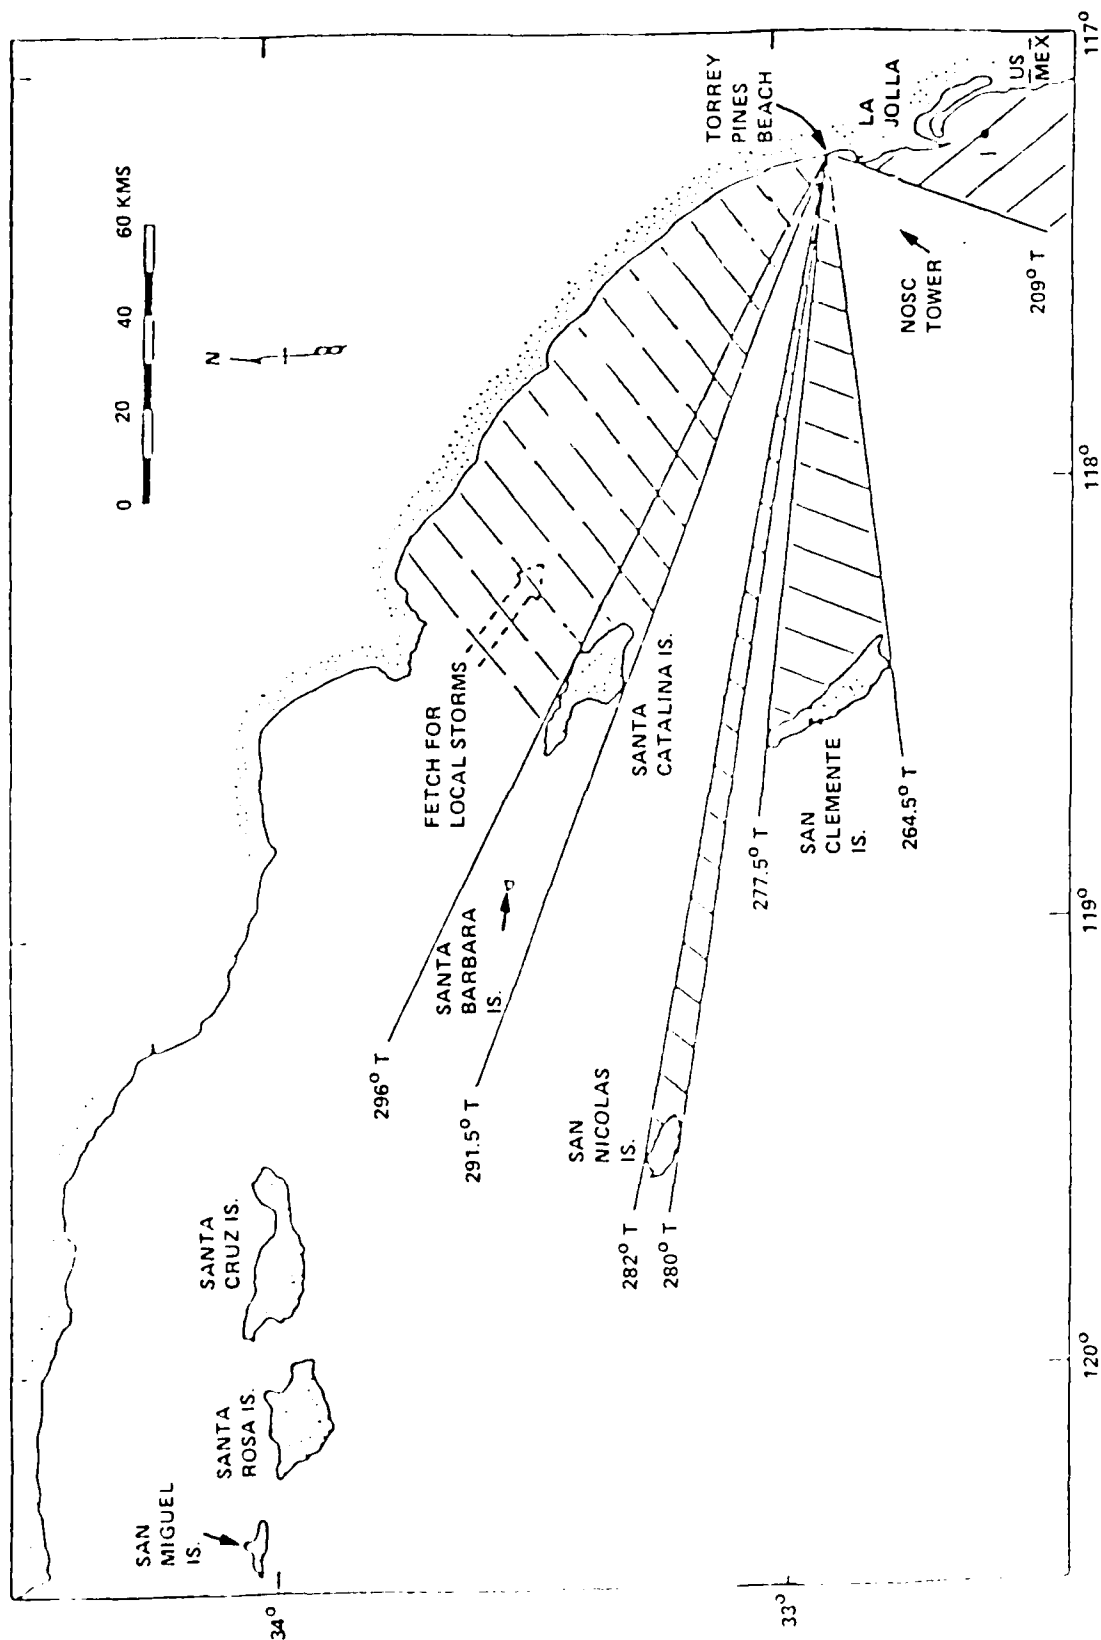 0 20 40 60 KMS
N
SAN
MIGUEL
IS.
SANTA
ROSA IS.
SANTA
CRUZ IS.
FETCH FOR
LOCAL STORMS
296° T
SANTA
BARBARA
IS.
291.5° T
SANTA
CATALINA IS.
SAN
NICOLAS
IS.
282° T
280° T
277.5° T
SAN
CLEMENTE
IS.
264.5° T
TORREY
PINES
BEACH
LA
JOLLA
US
MEX
NOSC
TOWER
209° T
34°
33°
120°
119°
118°
117°